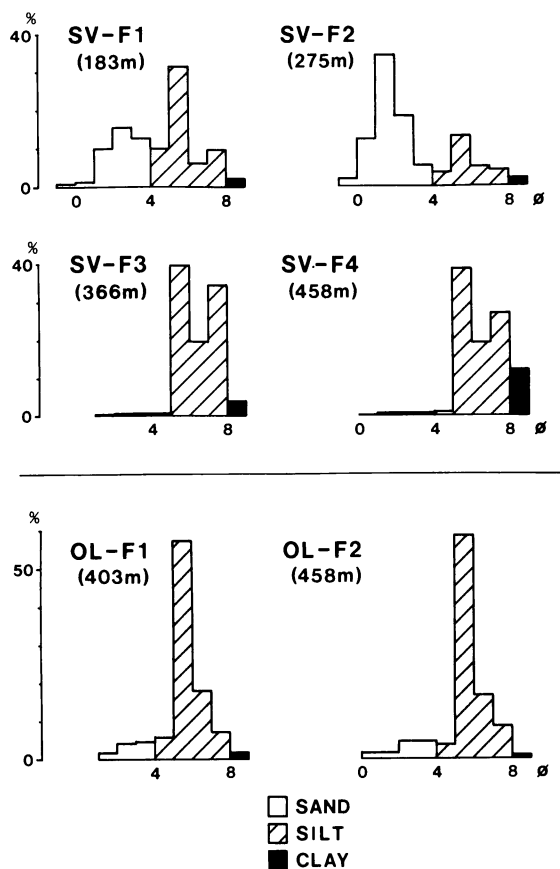 %
40
0
SV-F1
(183m)
0 4 8
SV-F2
(275m)
0 4 8 ø
%
40
0
SV-F3
(366m)
4 8
SV-F4
(458m)
0 4 8 ø
%
50
0
OL-F1
(403m)
4 8 ø
OL-F2
(458m)
0 4 8 ø
SAND
SILT
CLAY